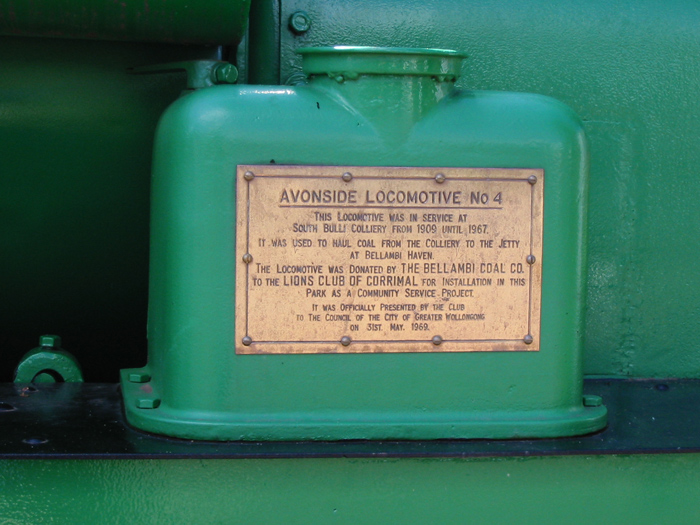 AVONSIDE LOCOMOTIVE NO 4
THIS LOCOMOTIVE WAS IN SERVICE AT
SOUTH BULLI COLLIERY FROM 1909 UNTIL 1967.
IT WAS USED TO HAUL COAL FROM THE COLLIERY TO THE JETTY
AT BELLAMBI HAVEN.
THE LOCOMOTIVE WAS DONATED BY THE BELLAMBI COAL CO.
TO THE LIONS CLUB OF CORRIMAL FOR INSTALLATION IN THIS
PARK AS A COMMUNITY SERVICE PROJECT.
IT WAS OFFICIALLY PRESENTED BY THE CLUB
TO THE COUNCIL OF THE CITY OF GREATER WOLLONGONG
ON 31ST. MAY. 1969.